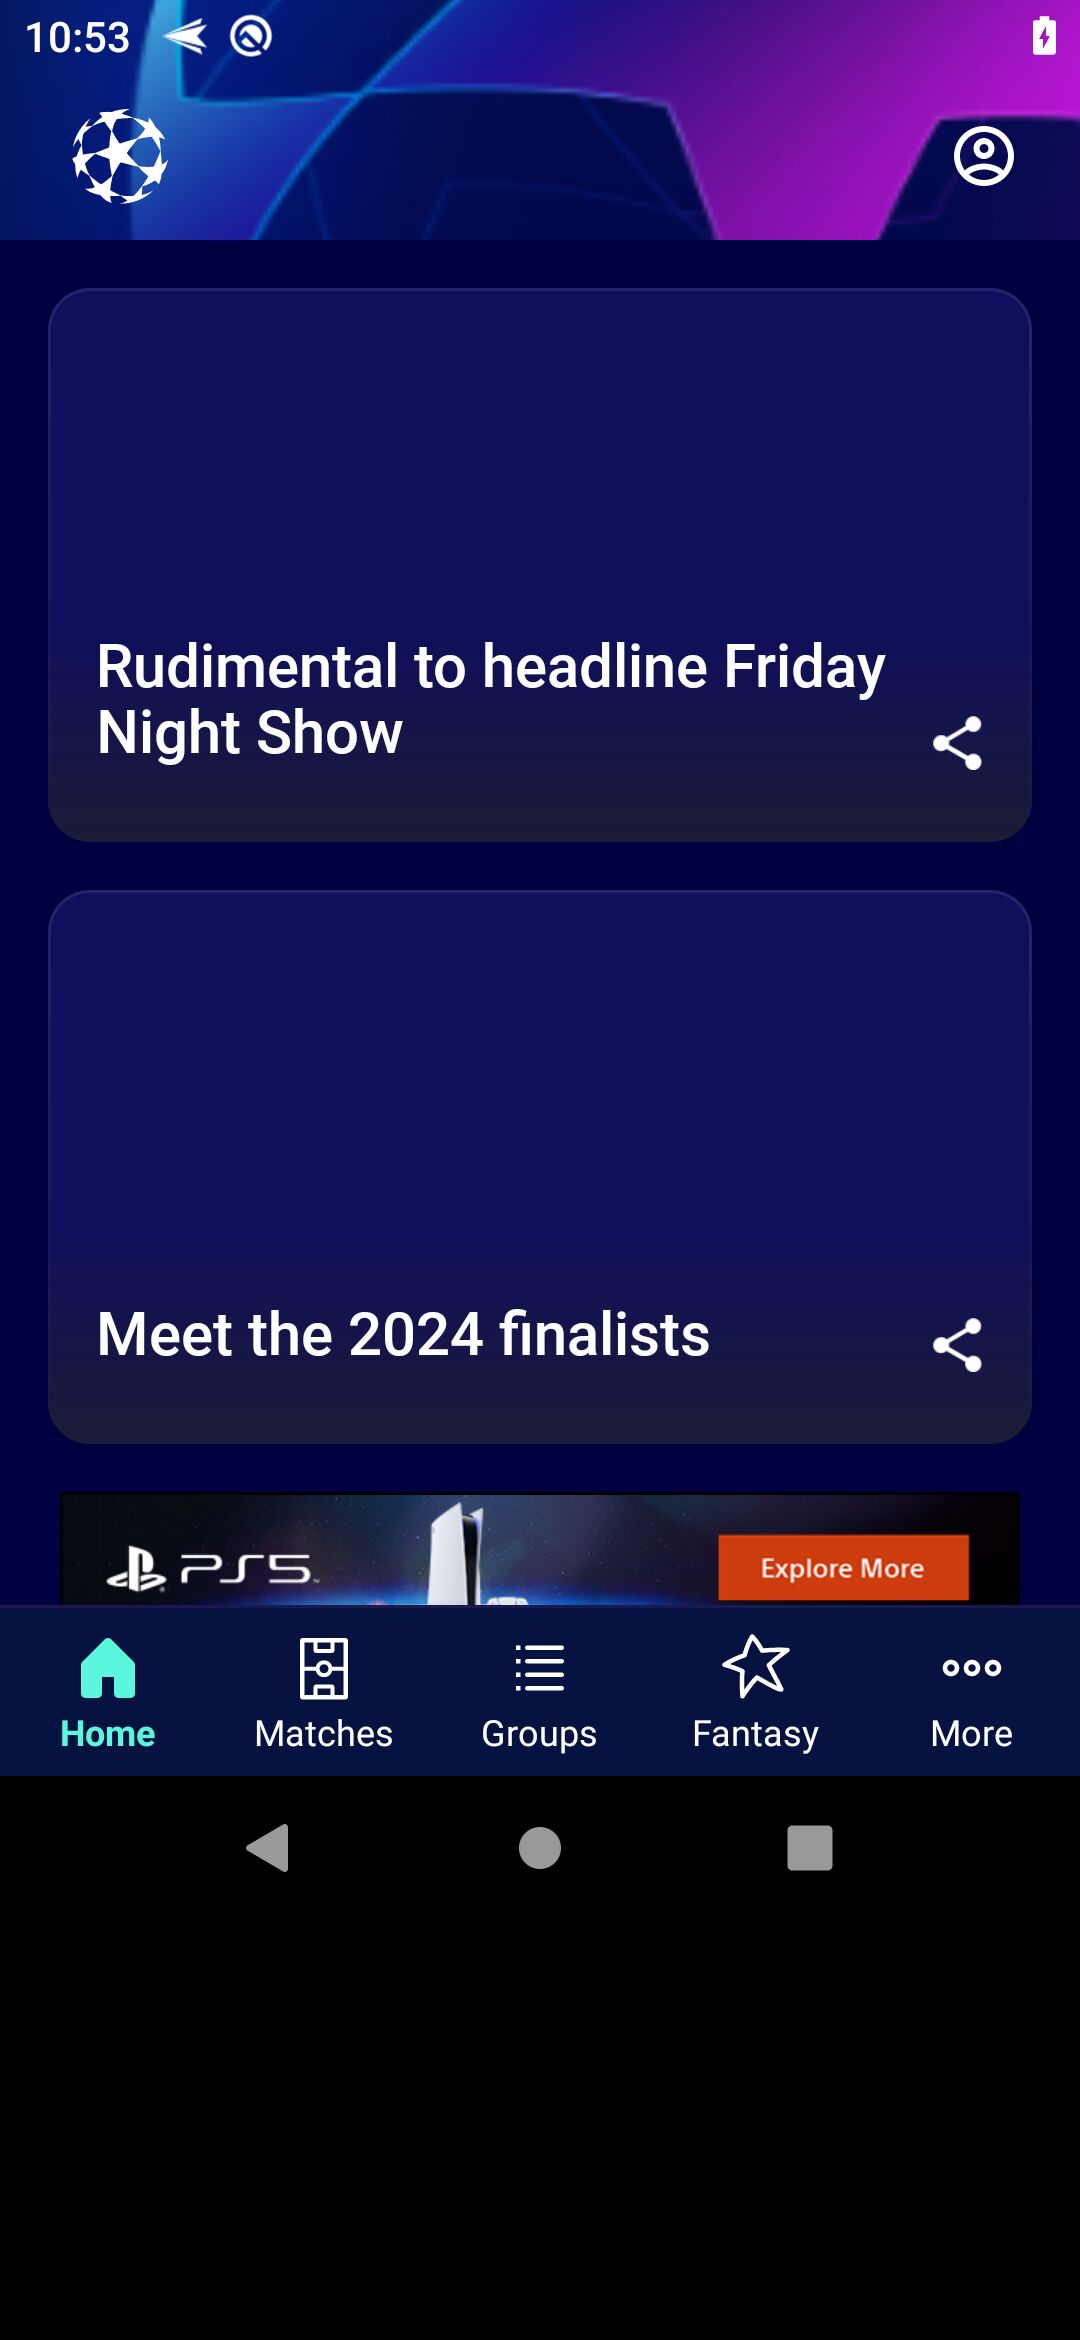 10:53
Rudimental to headline Friday
Night Show
Meet the 2024 finalists
PS5
Explore More
Home
Matches
Groups
Fantasy
More